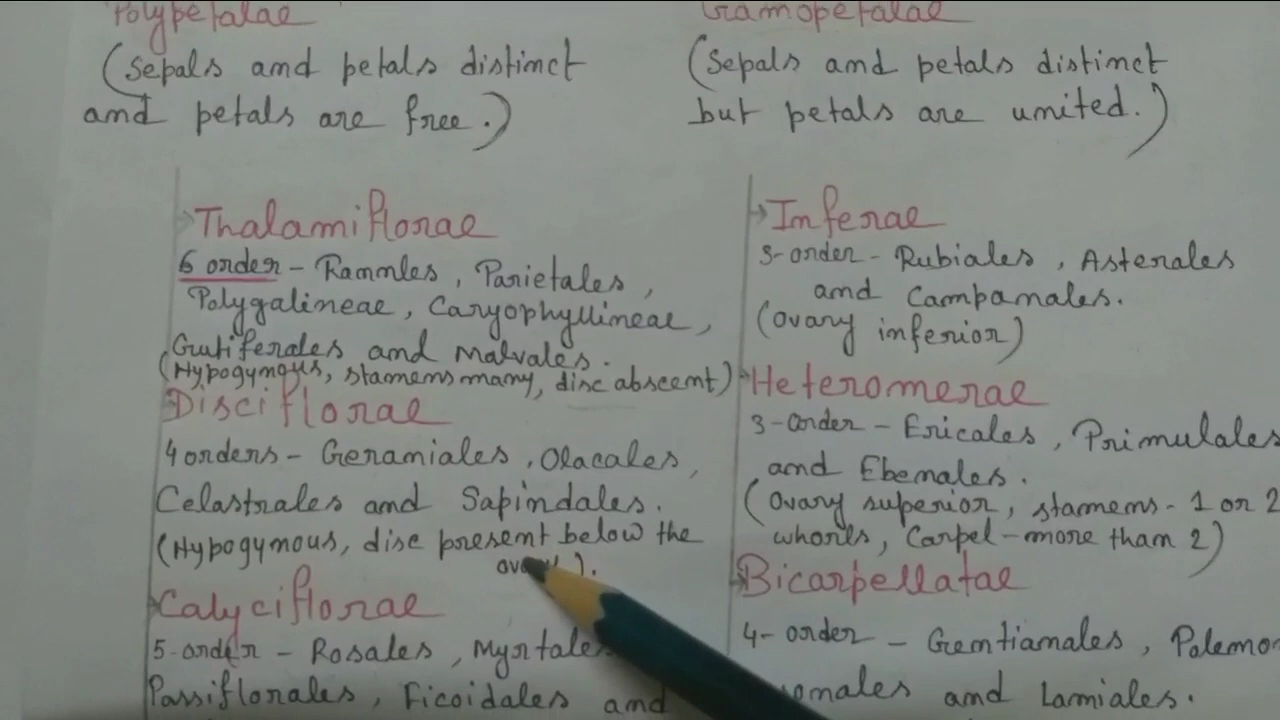 Polypetalae
(Sepals and petals distinct
and petals are free.)
Thalamiflorae
6 order - Ranales, Parietales,
Polygalineae, Caryophyllineae,
Gutiferales and Malvales.
(Hypogynous, stamens many, disc abscent)
Disciflorae
4 orders - Geraniales, Olacales,
Celastrales and Sapindales.
(Hypogynous, disc present below the
Calyciflorae
5-order - Rosales, Myrtales
Passiflorales, Ficoidales and
Gamopetalae
(Sepals and petals distinct
but petals are united.)
Inferae
3-order - Rubiales, Asterales
and Campanales.
(Ovary inferior)
Heteromerae
3-order - Ericales, Primulales
and Ebenales.
(Ovary superior, stamens - 1 or 2
whorls, Carpel - more than 2)
Bicarpellatae
4-order - Gentianales, Polemo
onales and Lamiales.